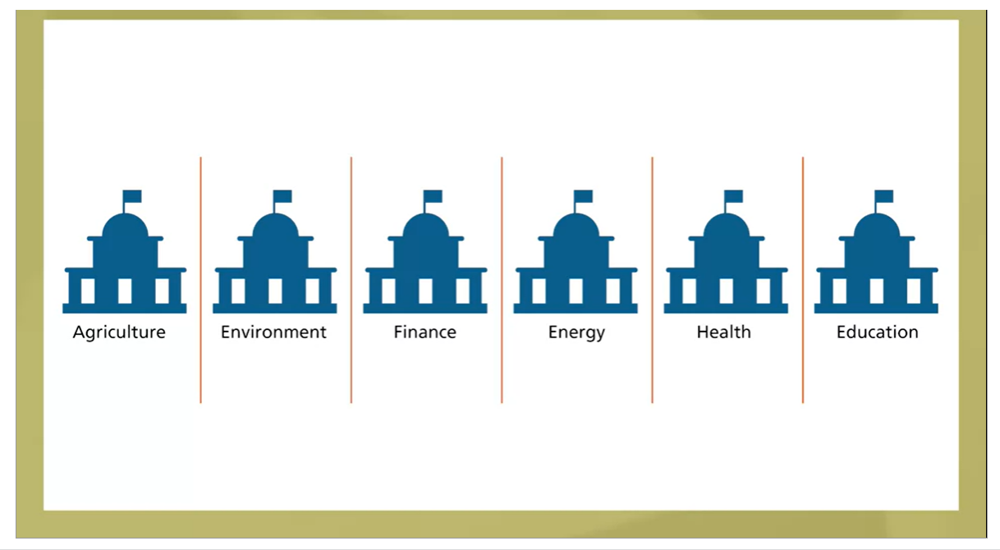 Agriculture
Environment
Finance
Energy
Health
Education